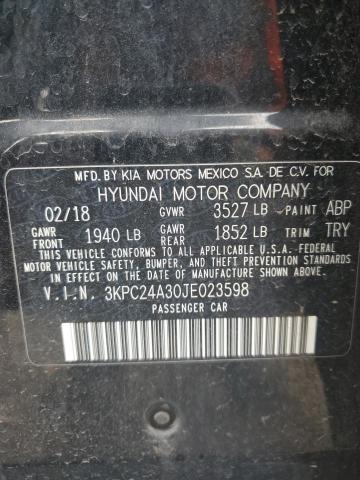 MFD. BY KIA MOTORS MEXICO S.A. DE C.V. FOR
HYUNDAI MOTOR COMPANY
02/18 GVWR 3527 LB PAINT ABP
GAWR FRONT 1940 LB GAWR REAR 1852 LB TRIM TRY
THIS VEHICLE CONFORMS TO ALL APPLICABLE U.S.A. FEDERAL
MOTOR VEHICLE SAFETY, BUMPER, AND THEFT PREVENTION STANDARDS
IN EFFECT ON THE DATE OF MANUFACTURE SHOWN ABOVE.
V.I.N. 3KPC24A30JE023598
PASSENGER CAR